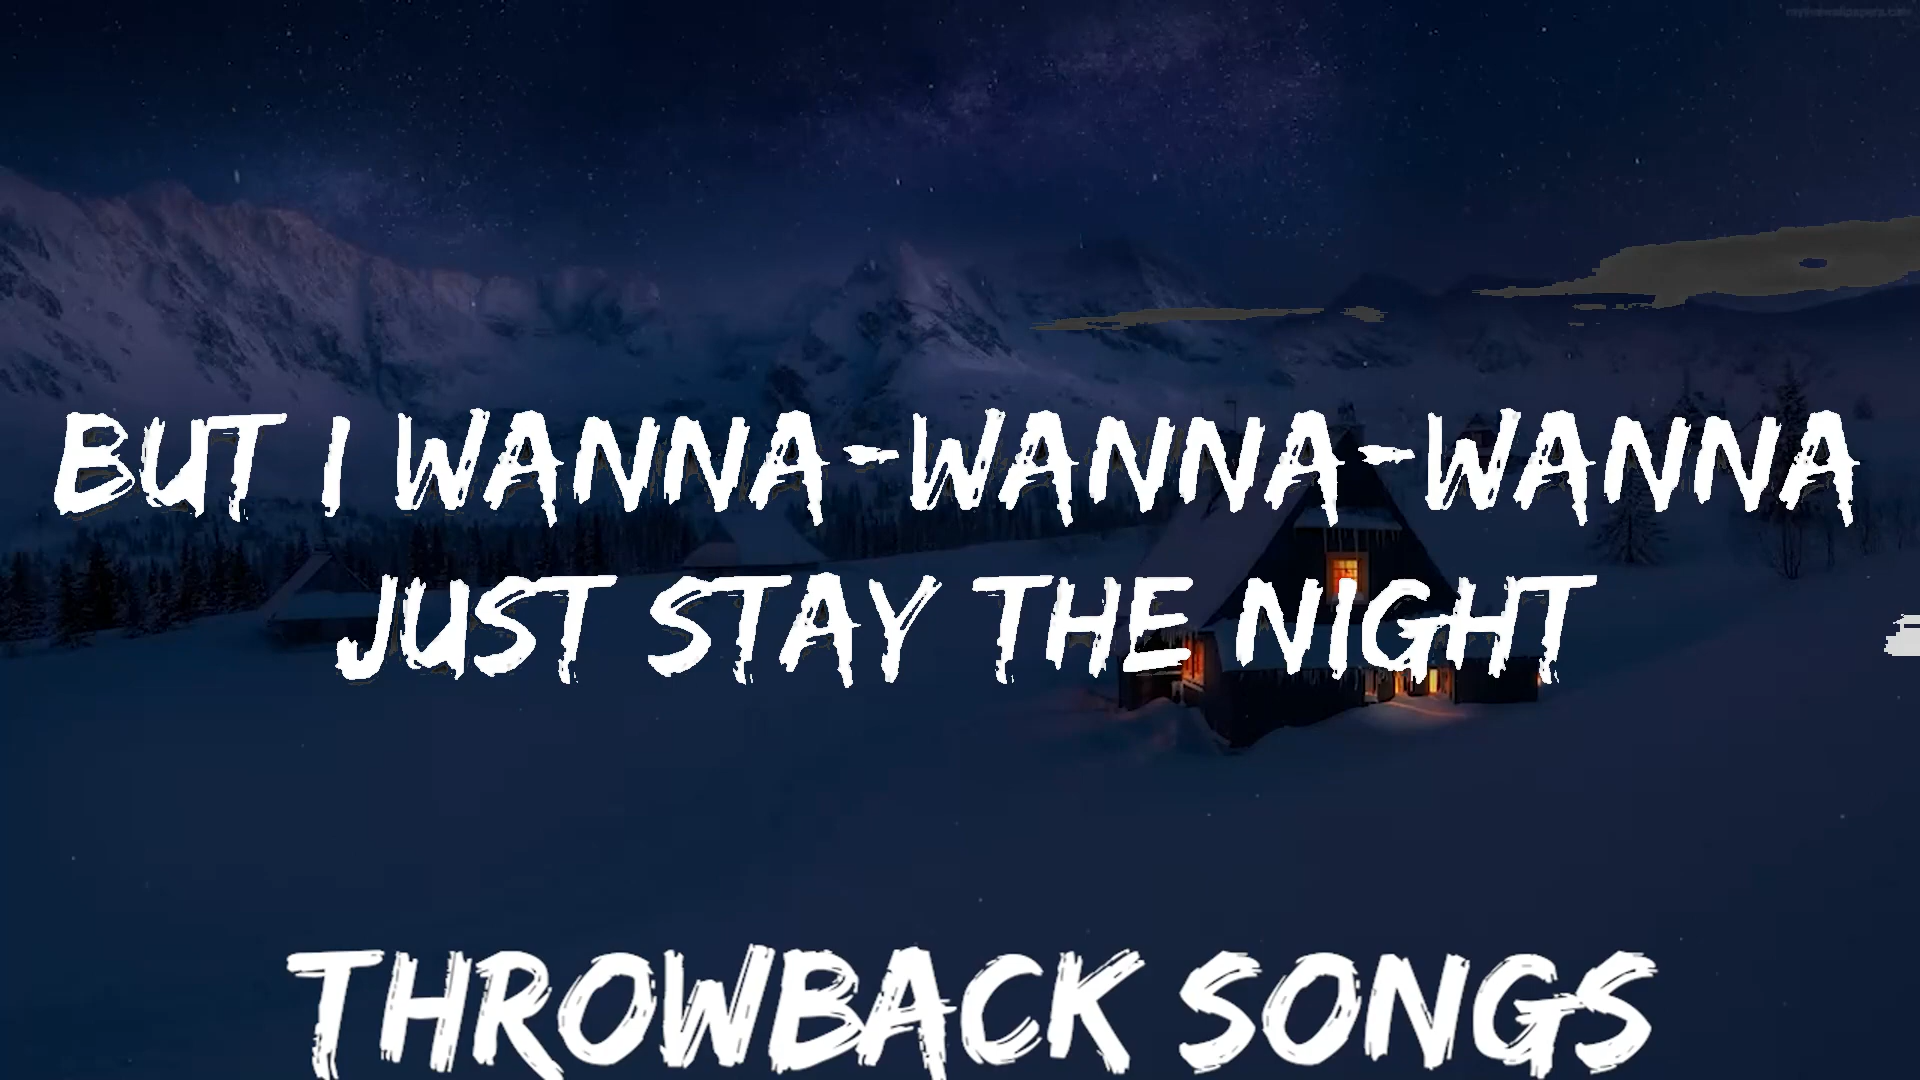 BUT I WANNA-WANNA-WANNA
JUST STAY THE NIGHT
THROWBACK SONGS